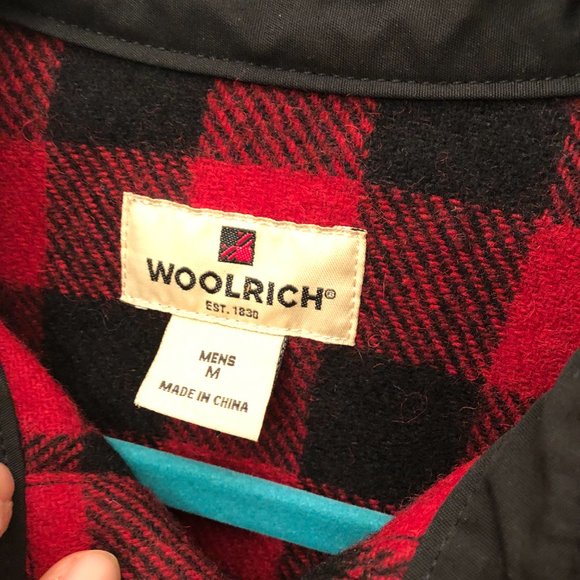 WOOLRICH®
EST. 1830
MENS
M
MADE IN CHINA